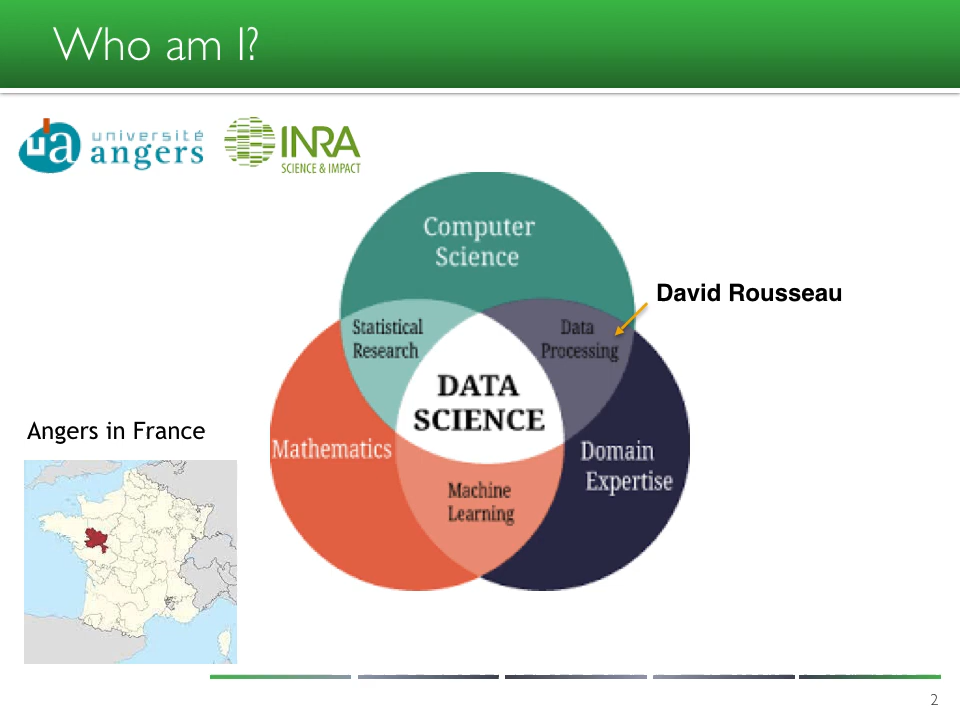 Who am I?
ua
université
angers
INRA
SCIENCE & IMPACT
Computer
Science
David Rousseau
Statistical
Research
Data
Processing
DATA
SCIENCE
Angers in France
Mathematics
Domain
Expertise
Machine
Learning
2